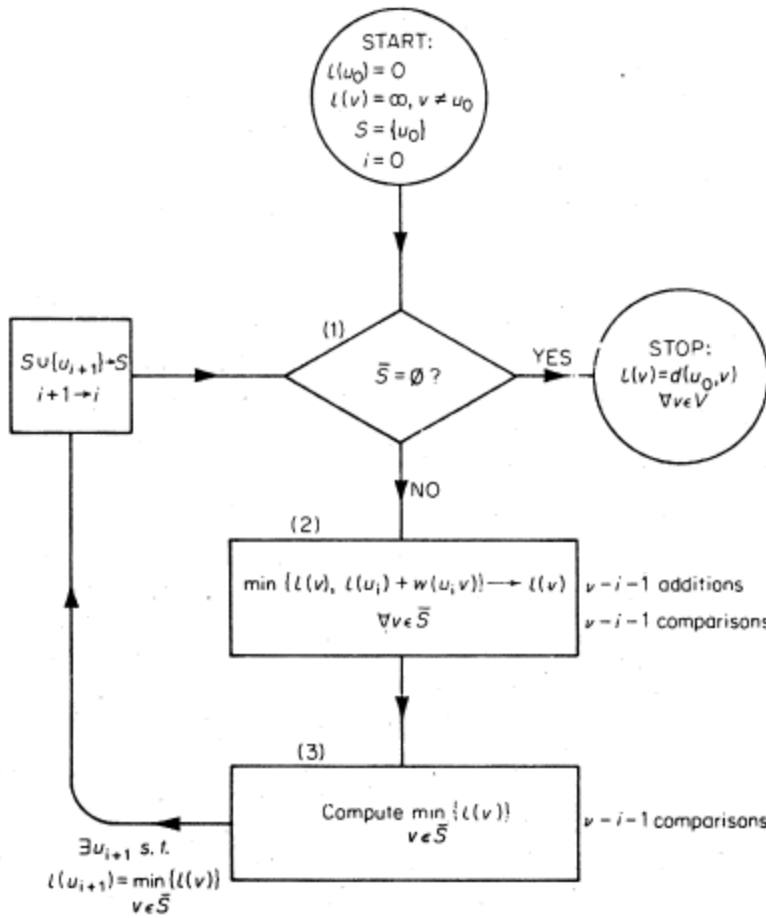 START:
l(u₀) = 0
l(v) = ∞, v ≠ u₀
S = {u₀}
i = 0
(1)
S̄ = ∅ ?
YES
STOP:
l(v) = d(u₀,v)
∀v∈V
S∪{uᵢ₊₁}→S
i+1→i
NO
(2)
min {l(v), l(uᵢ) + w(uᵢv)} ⟶ l(v)
∀v∈S̄
ν−i−1 additions
ν−i−1 comparisons
(3)
Compute min {l(v)}
v∈S̄
ν−i−1 comparisons
∃uᵢ₊₁ s.t.
l(uᵢ₊₁) = min{l(v)}
v∈S̄